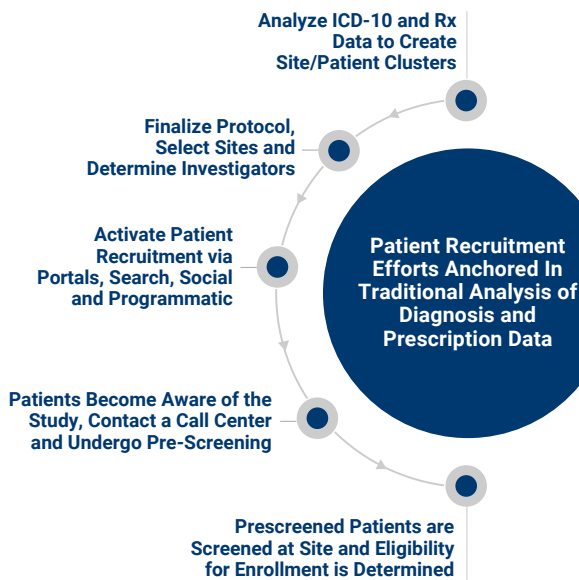 Analyze ICD-10 and Rx
Data to Create
Site/Patient Clusters
Finalize Protocol,
Select Sites and
Determine Investigators
Activate Patient
Recruitment via
Portals, Search, Social
and Programmatic
Patients Become Aware of the
Study, Contact a Call Center
and Undergo Pre-Screening
Prescreened Patients are
Screened at Site and Eligibility
for Enrollment is Determined
Patient Recruitment
Efforts Anchored In
Traditional Analysis of
Diagnosis and
Prescription Data